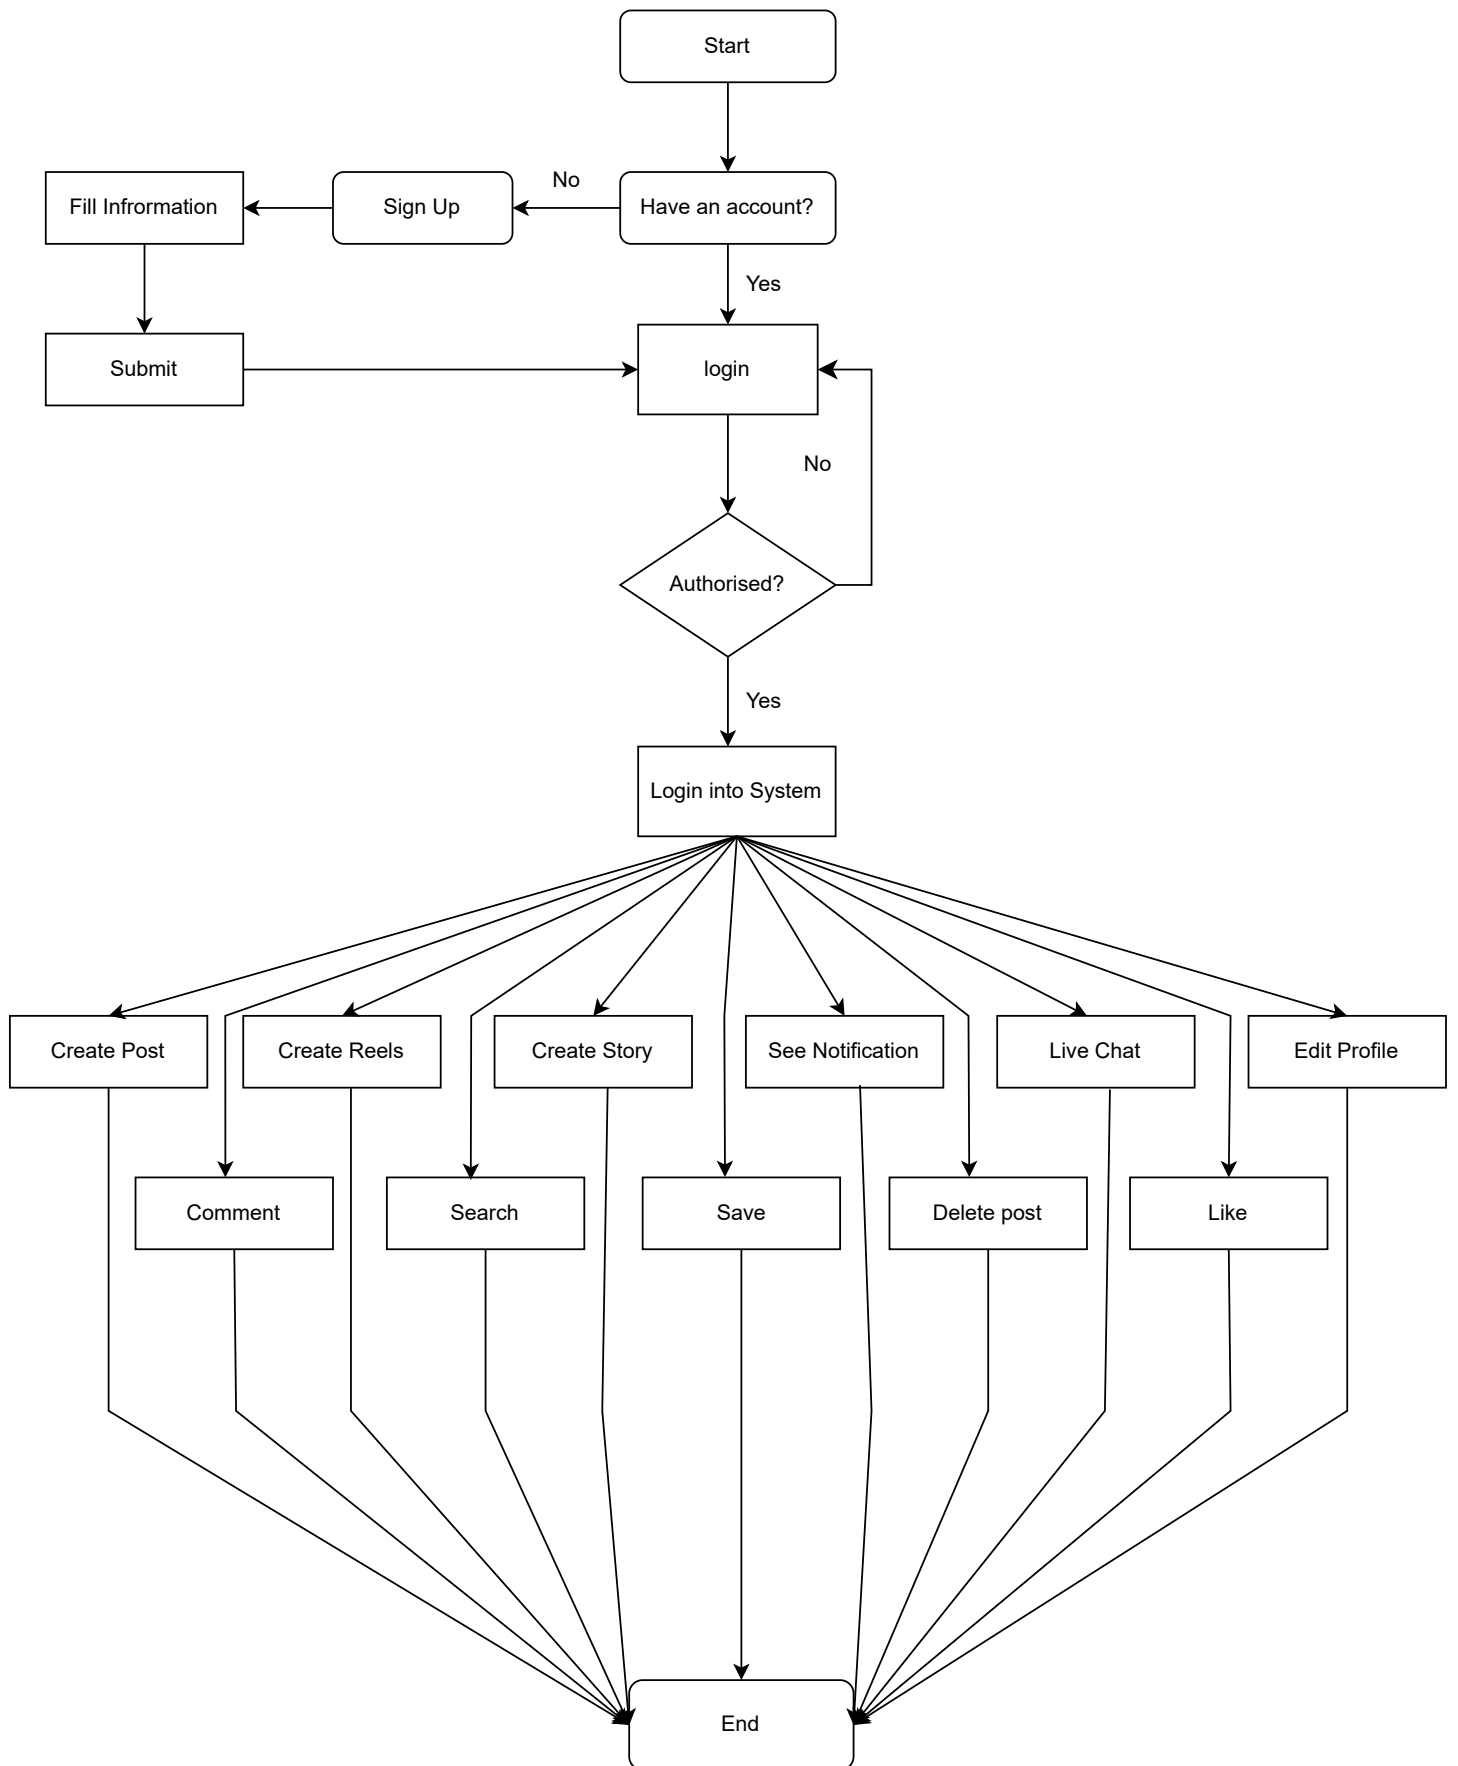 Start
No
Fill Infrormation
Sign Up
Have an account?
Yes
Submit
login
No
Authorised?
Yes
Login into System
Create Post
Create Reels
Create Story
See Notification
Live Chat
Edit Profile
Comment
Search
Save
Delete post
Like
End